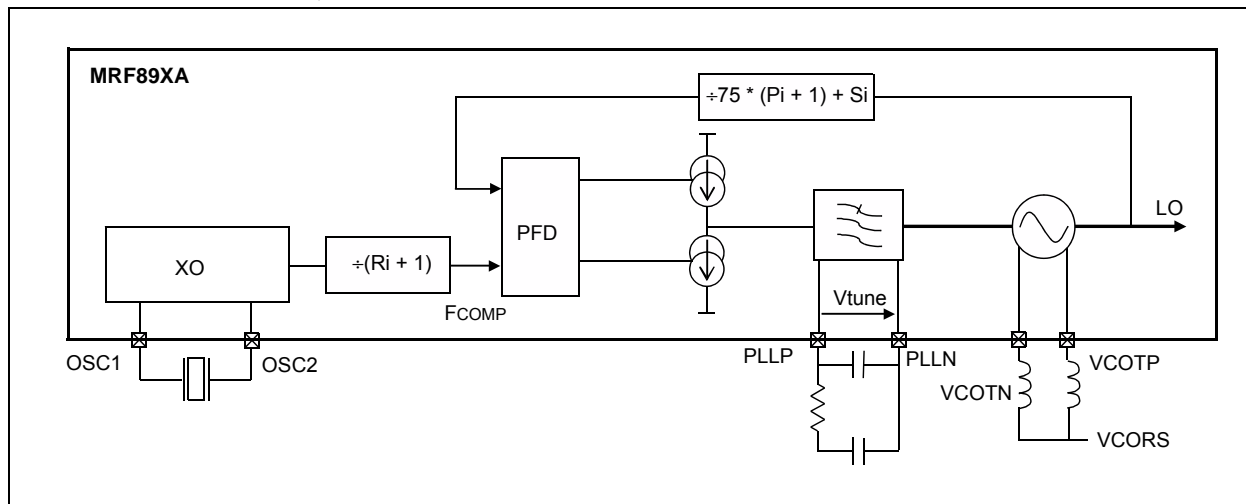 MRF89XA
÷75 * (Pi + 1) + Si
LO
PFD
XO
÷(Ri + 1)
FCOMP
Vtune
OSC1
OSC2
PLLP
PLLN
VCOTN
VCOTP
VCORS